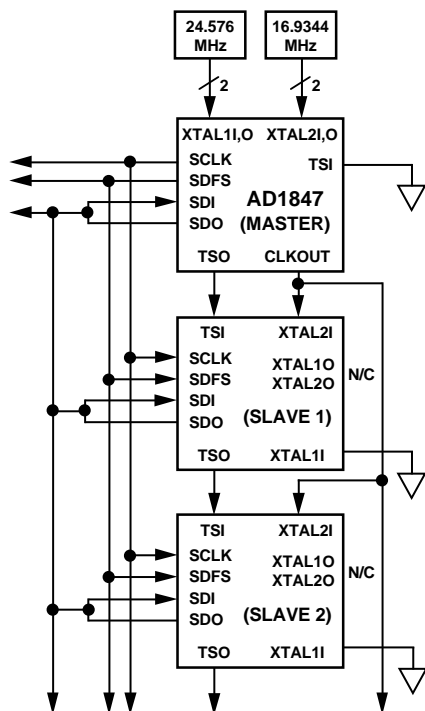 24.576
MHz
16.9344
MHz
2
2
XTAL1I,O XTAL2I,O
SCLK
TSI
SDFS
AD1847
SDI
(MASTER)
SDO
TSO CLKOUT
TSI XTAL2I
SCLK
XTAL1O
N/C
SDFS
XTAL2O
SDI
SDO
(SLAVE 1)
TSO XTAL1I
TSI XTAL2I
SCLK
XTAL1O
N/C
SDFS
XTAL2O
SDI
SDO
(SLAVE 2)
TSO XTAL1I